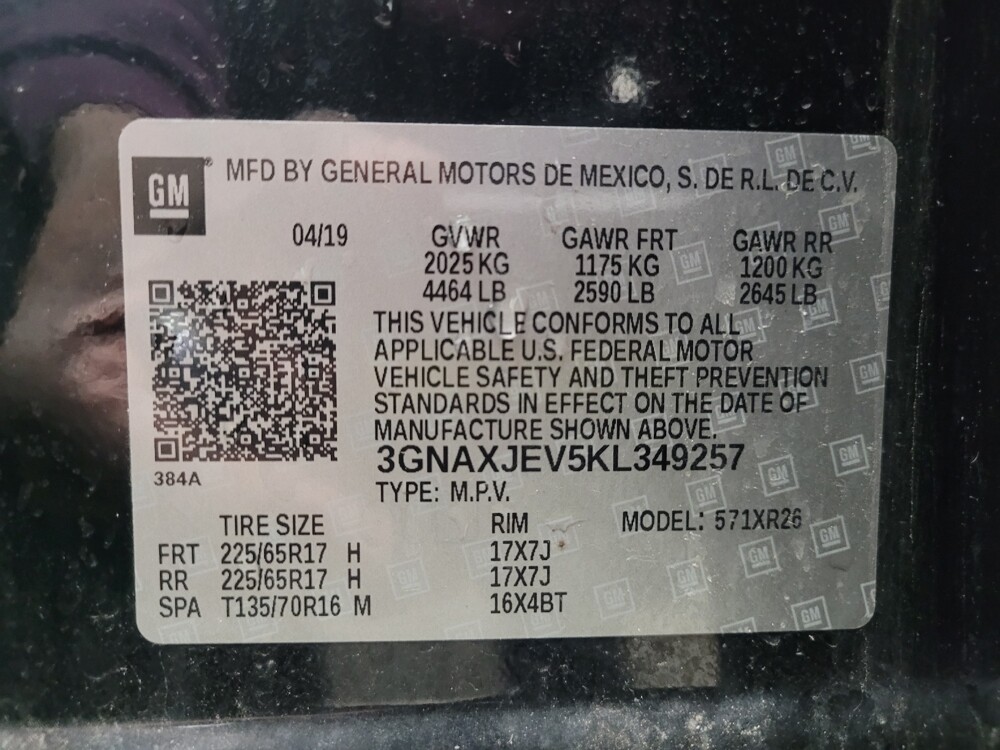 GM® MFD BY GENERAL MOTORS DE MEXICO, S. DE R.L. DE C.V.
04/19 GVWR GAWR FRT GAWR RR
2025 KG 1175 KG 1200 KG
4464 LB 2590 LB 2645 LB
THIS VEHICLE CONFORMS TO ALL
APPLICABLE U.S. FEDERAL MOTOR
VEHICLE SAFETY AND THEFT PREVENTION
STANDARDS IN EFFECT ON THE DATE OF
MANUFACTURE SHOWN ABOVE.
3GNAXJEV5KL349257
384A
TYPE: M.P.V.
TIRE SIZE RIM MODEL: 571XR26
FRT 225/65R17 H 17X7J
RR 225/65R17 H 17X7J
SPA T135/70R16 M 16X4BT